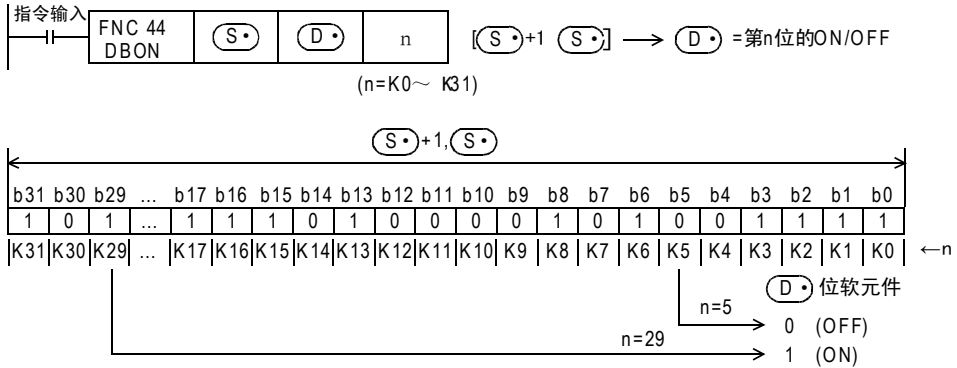 指令输入
FNC 44 DBON S• D• n [S•+1 S•] → D• =第n位的ON/OFF
(n=K0～ K31)
S•+1,S•
b31 b30 b29 ... b17 b16 b15 b14 b13 b12 b11 b10 b9 b8 b7 b6 b5 b4 b3 b2 b1 b0
1 0 1 ... 1 1 1 0 1 0 0 0 0 1 0 1 0 0 1 1 1 1
K31 K30 K29 ... K17 K16 K15 K14 K13 K12 K11 K10 K9 K8 K7 K6 K5 K4 K3 K2 K1 K0 ←n
D• 位软元件
n=5
0 (OFF)
n=29
1 (ON)